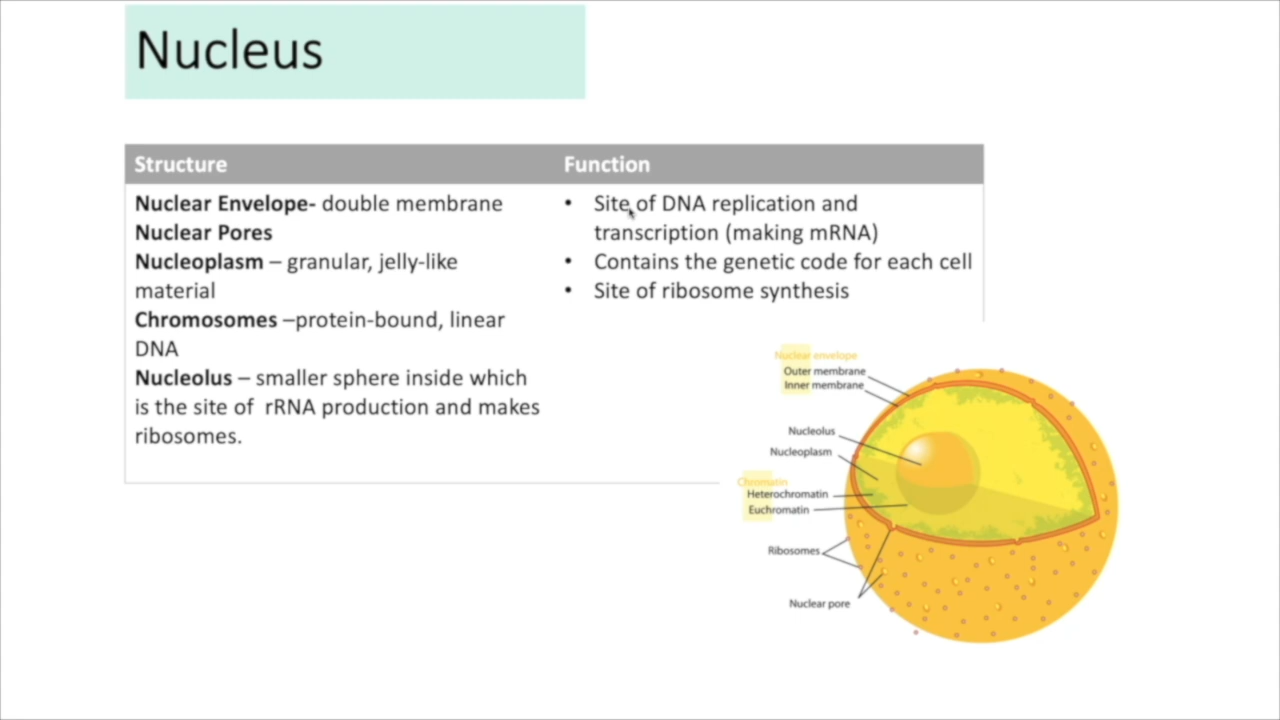 Nucleus
Structure
Function
Nuclear Envelope- double membrane
Nuclear Pores
Nucleoplasm – granular, jelly-like
material
Chromosomes –protein-bound, linear
DNA
Nucleolus – smaller sphere inside which
is the site of  rRNA production and makes
ribosomes.
• Site of DNA replication and
transcription (making mRNA)
• Contains the genetic code for each cell
• Site of ribosome synthesis
Nuclear envelope
Outer membrane
Inner membrane
Nucleolus
Nucleoplasm
Chromatin
Heterochromatin
Euchromatin
Ribosomes
Nuclear pore